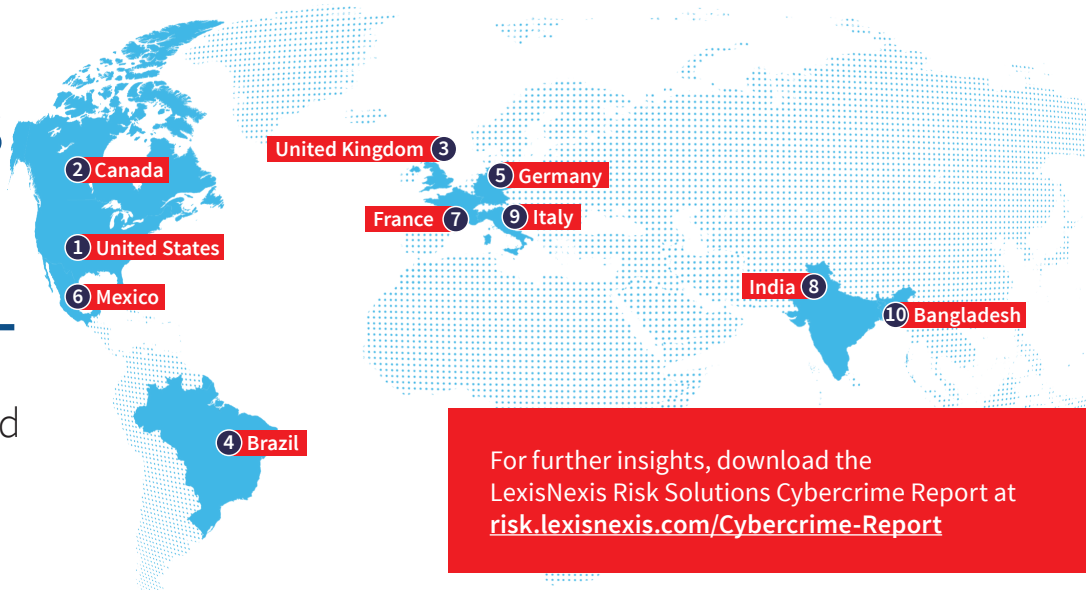 2 Canada
United Kingdom 3
5 Germany
France 7
9 Italy
1 United States
6 Mexico
India 8
10 Bangladesh
4 Brazil
For further insights, download the
LexisNexis Risk Solutions Cybercrime Report at
risk.lexisnexis.com/Cybercrime-Report